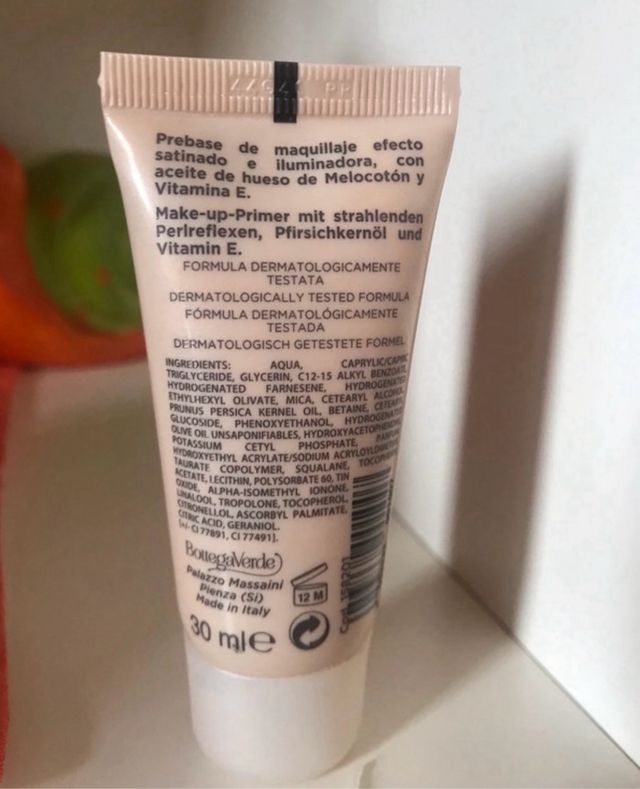 Prebase de maquillaje efecto
satinado e iluminadora, con
aceite de hueso de Melocotón y
Vitamina E.
Make-up-Primer mit strahlenden
Perlreflexen, Pfirsichkernöl und
Vitamin E.
FORMULA DERMATOLOGICAMENTE
TESTATA
DERMATOLOGICALLY TESTED FORMULA
FÓRMULA DERMATOLÓGICAMENTE
TESTADA
DERMATOLOGISCH GETESTETE FORMEL
INGREDIENTS: AQUA, CAPRYLIC/CAPRIC
TRIGLYCERIDE, GLYCERIN, C12-15 ALKYL BENZOATE,
HYDROGENATED FARNESENE, HYDROGENATED
ETHYLHEXYL OLIVATE, MICA, CETEARYL ALCOHOL,
PRUNUS PERSICA KERNEL OIL, BETAINE, CETEARYL
GLUCOSIDE, PHENOXYETHANOL, HYDROGENATED
OLIVE OIL UNSAPONIFIABLES, HYDROXYACETOPHENONE,
POTASSIUM CETYL PHOSPHATE, PARFUM,
HYDROXYETHYL ACRYLATE/SODIUM ACRYLOYLDIMETHYL
TAURATE COPOLYMER, SQUALANE, TOCOPHERYL
ACETATE, LECITHIN, POLYSORBATE 60, TIN
OXIDE, ALPHA-ISOMETHYL IONONE,
LINALOOL, TROPOLONE, TOCOPHEROL,
CITRONELLOL, ASCORBYL PALMITATE,
CITRIC ACID, GERANIOL.
[+/- CI 77891, CI 77491].
BottegaVerde
Palazzo Massaini
Pienza (Si)
Made in Italy
12 M
30 ml e
Cod. 158201